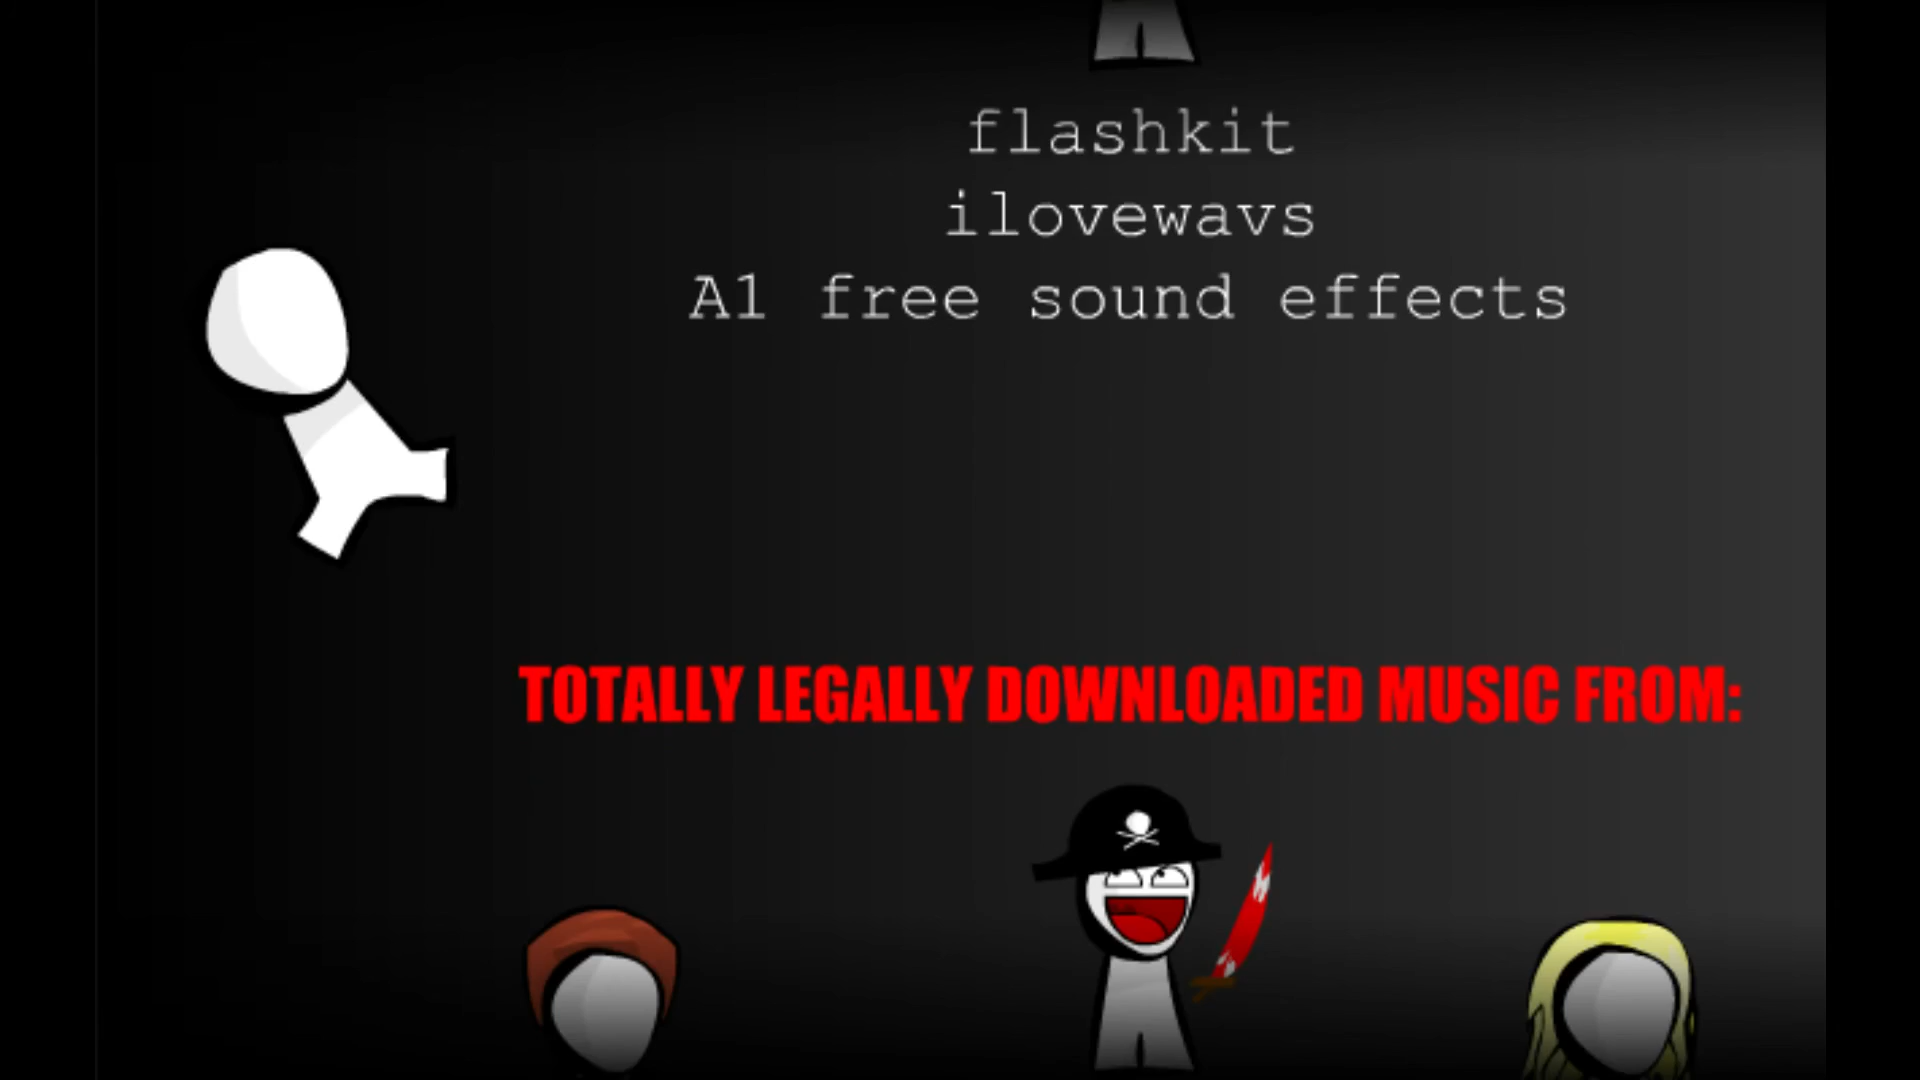 flashkit
ilovewavs
A1 free sound effects
TOTALLY LEGALLY DOWNLOADED MUSIC FROM: